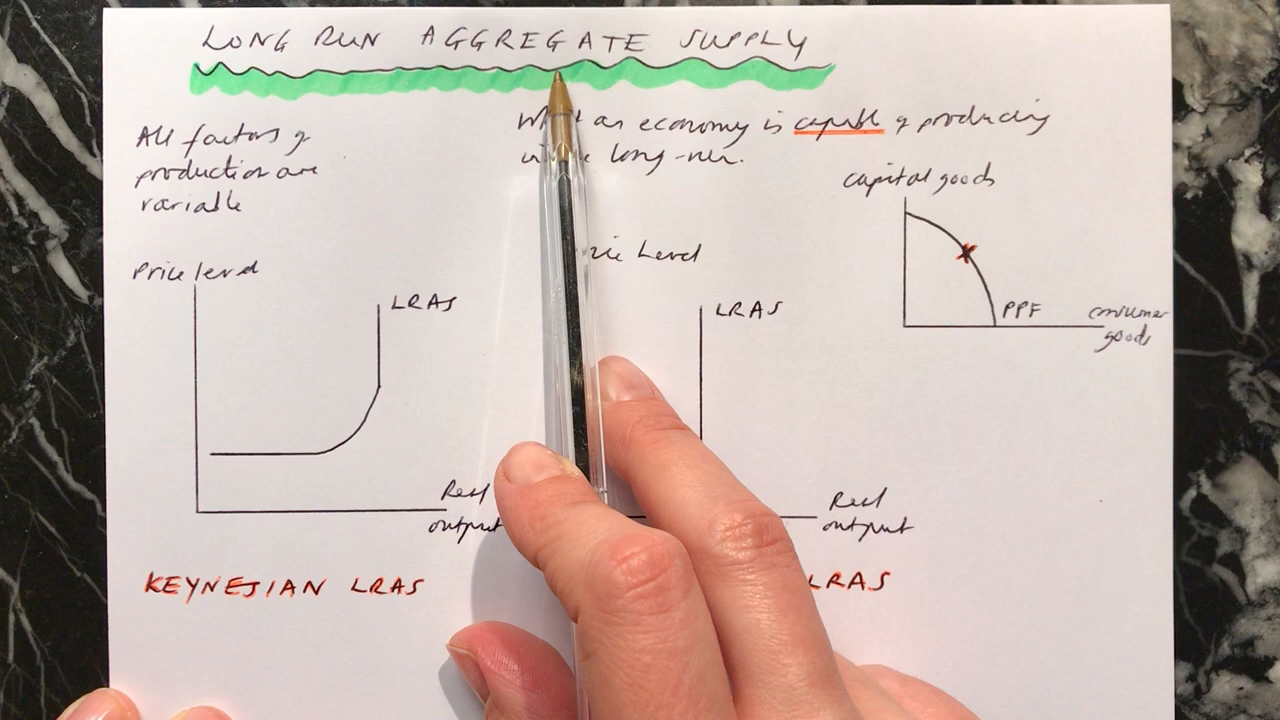 LONG RUN AGGREGATE SUPPLY
All factors of
production are
variable
an economy is capable of producing
long-run.
Price level
LRAS
Real
output
KEYNESIAN LRAS
Level
LRAS
Real
output
LRAS
capital goods
PPF
consumer
goods